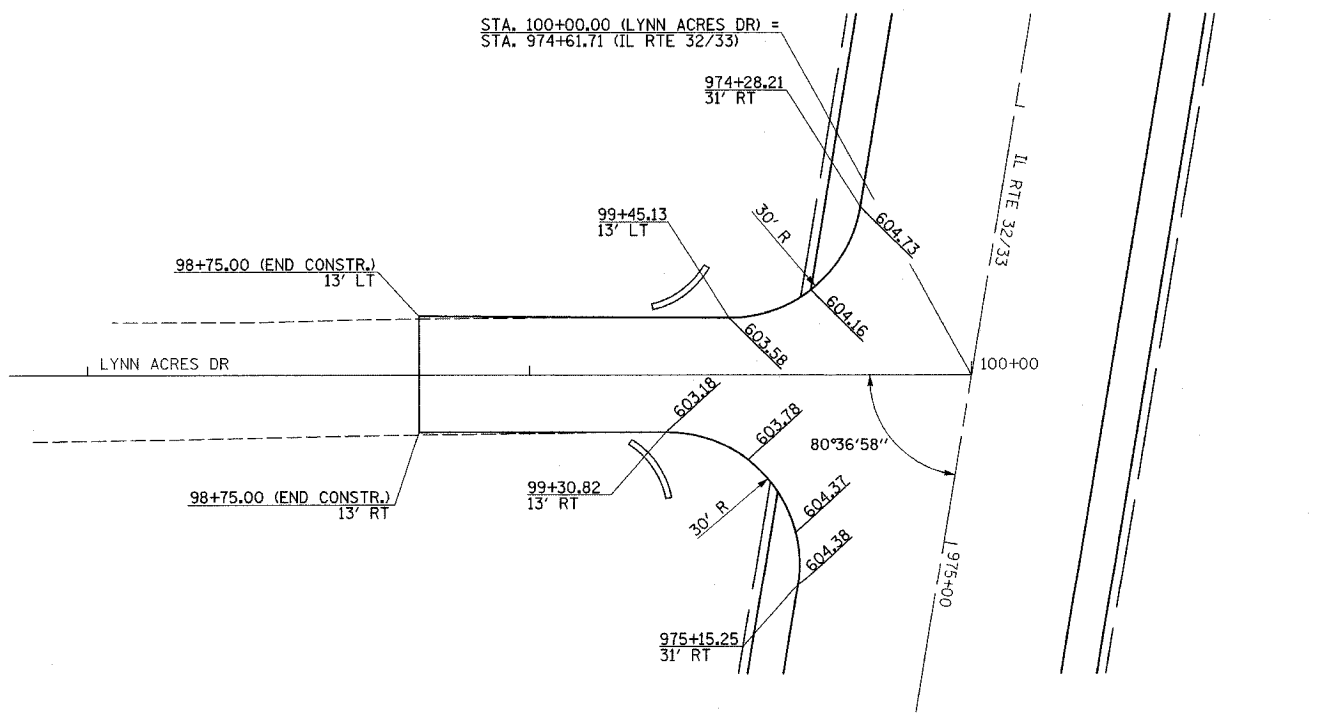 STA. 100+00.00 (LYNN ACRES DR) =
STA. 974+61.71 (IL RTE 32/33)
974+28.21
31' RT
IL RTE 32/33
604.73
99+45.13
13' LT
30' R
98+75.00 (END CONSTR.)
13' LT
604.16
603.58
LYNN ACRES DR
100+00
603.18
603.78
80°36'58''
98+75.00 (END CONSTR.)
13' RT
99+30.82
13' RT
30' R
604.37
604.38
975+00
975+15.25
31' RT